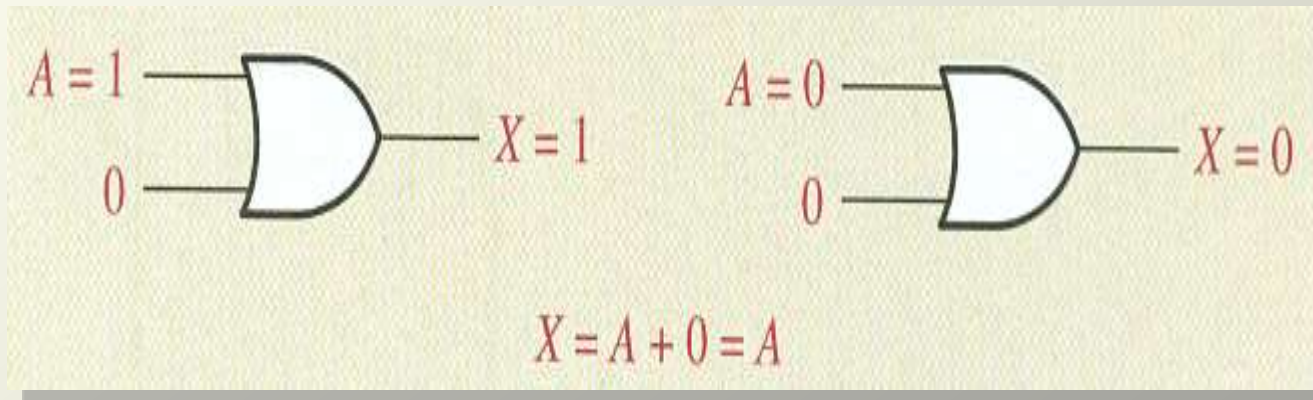 A = 1
0
X = 1
A = 0
0
X = 0
X = A + 0 = A